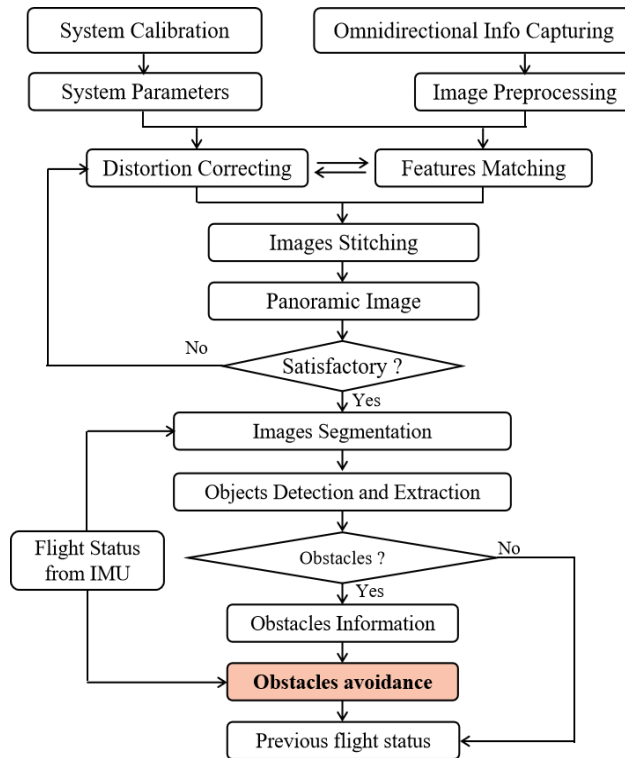 System Calibration
Omnidirectional Info Capturing
System Parameters
Image Preprocessing
Distortion Correcting
Features Matching
Images Stitching
Panoramic Image
No
Satisfactory ?
Yes
Images Segmentation
Objects Detection and Extraction
Flight Status
from IMU
Obstacles ?
No
Yes
Obstacles Information
Obstacles avoidance
Previous flight status